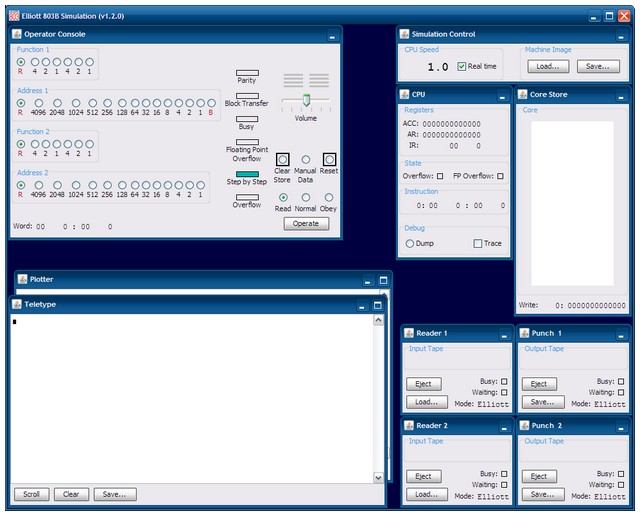 Elliott 803B Simulation (v1.2.0)
Operator Console
Function 1
R 4 2 1 4 2 1
Address 1
R 4096 2048 1024 512 256 128 64 32 16 8 4 2 1 B
Function 2
R 4 2 1 4 2 1
Address 2
R 4096 2048 1024 512 256 128 64 32 16 8 4 2 1
Word: 00 0 : 00 0
Parity
Block Transfer
Busy
Floating Point
Overflow
Step by Step
Overflow
Volume
Clear Store
Manual Data
Reset
Read Normal Obey
Operate
Simulation Control
CPU Speed
1.0 Real time
Machine Image
Load... Save...
CPU
Registers
ACC: 0000000000000
AR: 0000000000000
IR: 00 0
State
Overflow: FP Overflow:
Instruction
0: 00 0 : 00 0
Debug
Dump Trace
Core Store
Core
Write: 0: 0000000000000
Plotter
Teletype
Scroll Clear Save...
Reader 1
Input Tape
Eject Busy:
Waiting:
Load... Mode: Elliott
Punch 1
Output Tape
Eject Busy:
Waiting:
Save... Mode: Elliott
Reader 2
Input Tape
Eject Busy:
Waiting:
Load... Mode: Elliott
Punch 2
Output Tape
Eject Busy:
Waiting:
Save... Mode: Elliott